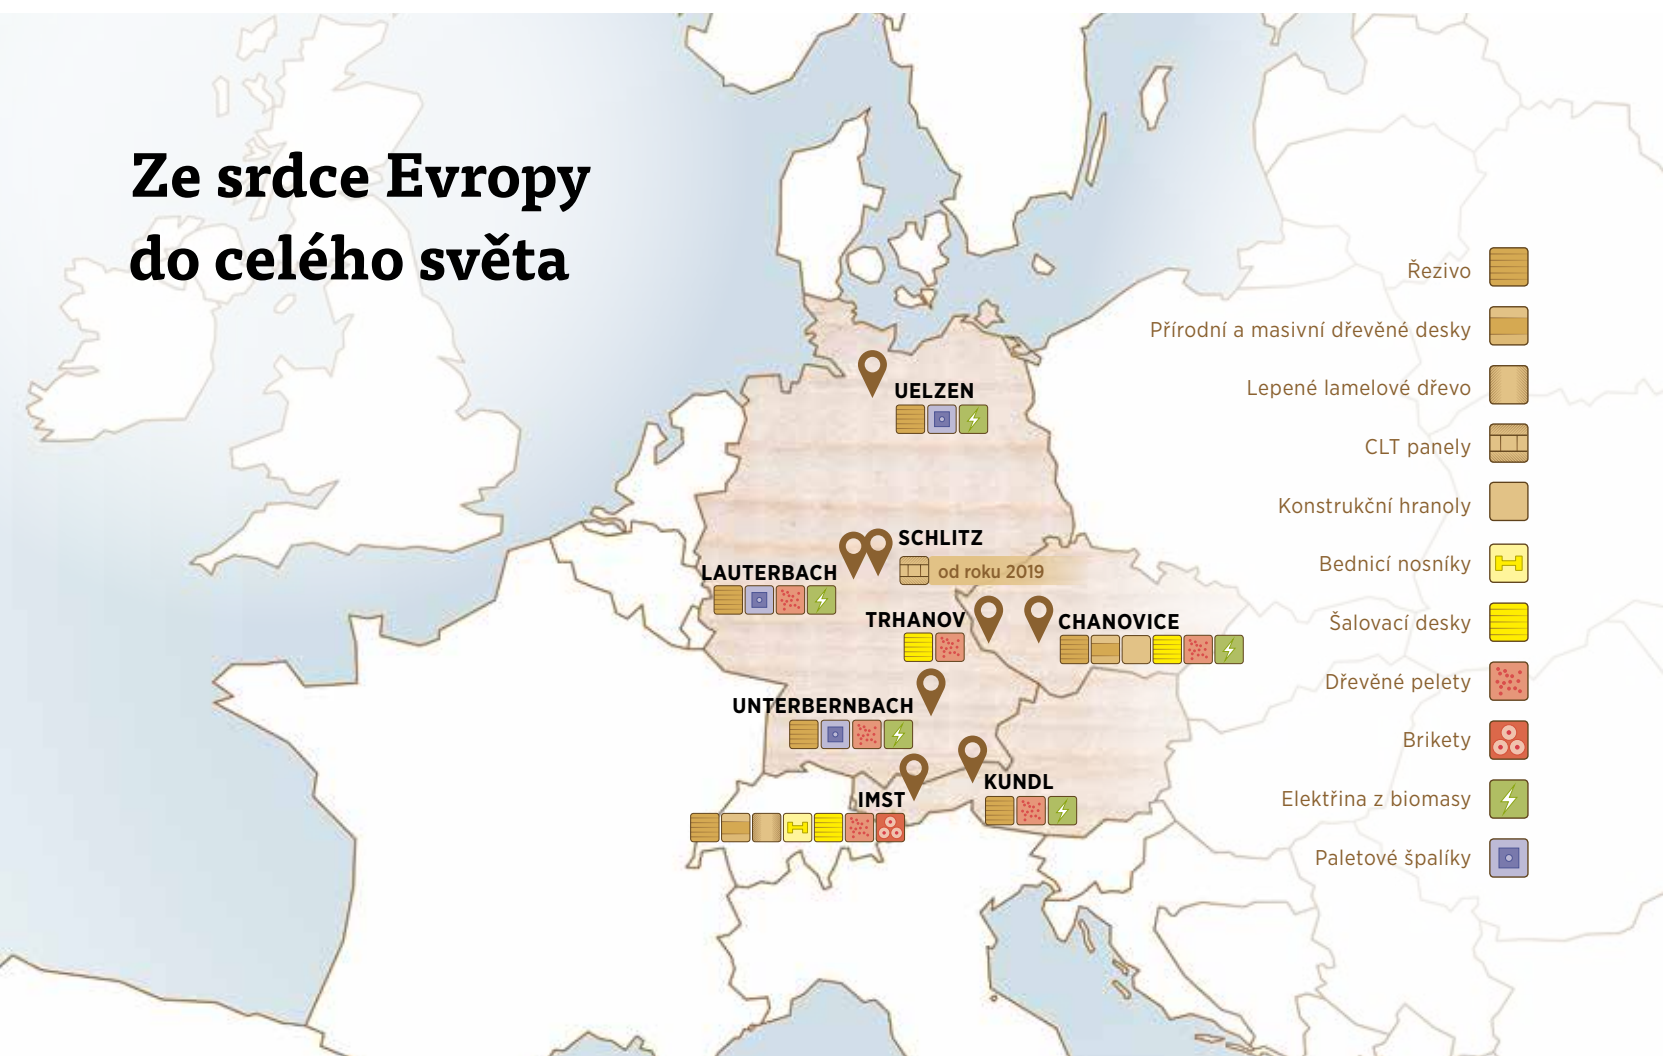 Ze srdce Evropy
do celého světa
Řezivo
Přírodní a masivní dřevěné desky
Lepené lamelové dřevo
CLT panely
Konstrukční hranoly
Bednicí nosníky
Šalovací desky
Dřevěné pelety
Brikety
Elektřina z biomasy
Paletové špalíky
UELZEN
SCHLITZ
od roku 2019
LAUTERBACH
TRHANOV
CHANOVICE
UNTERBERNBACH
KUNDL
IMST